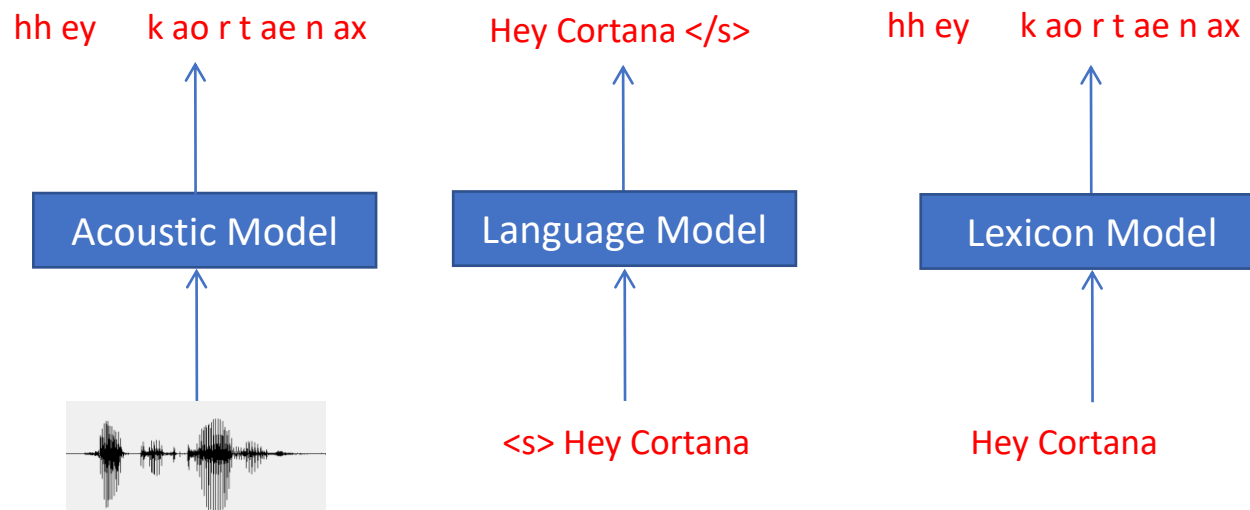 hh ey k ao r t ae n ax
Hey Cortana </s>
hh ey k ao r t ae n ax
Acoustic Model
Language Model
Lexicon Model
<s> Hey Cortana
Hey Cortana